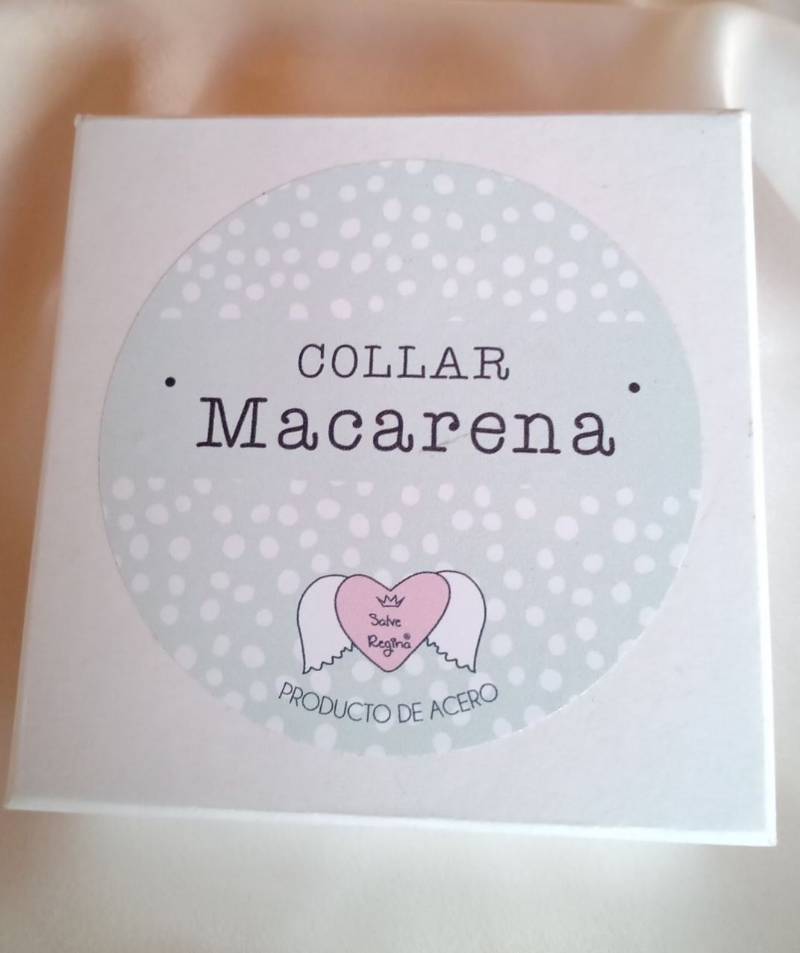 COLLAR
Macarena
Salve
Regina®
PRODUCTO DE ACERO